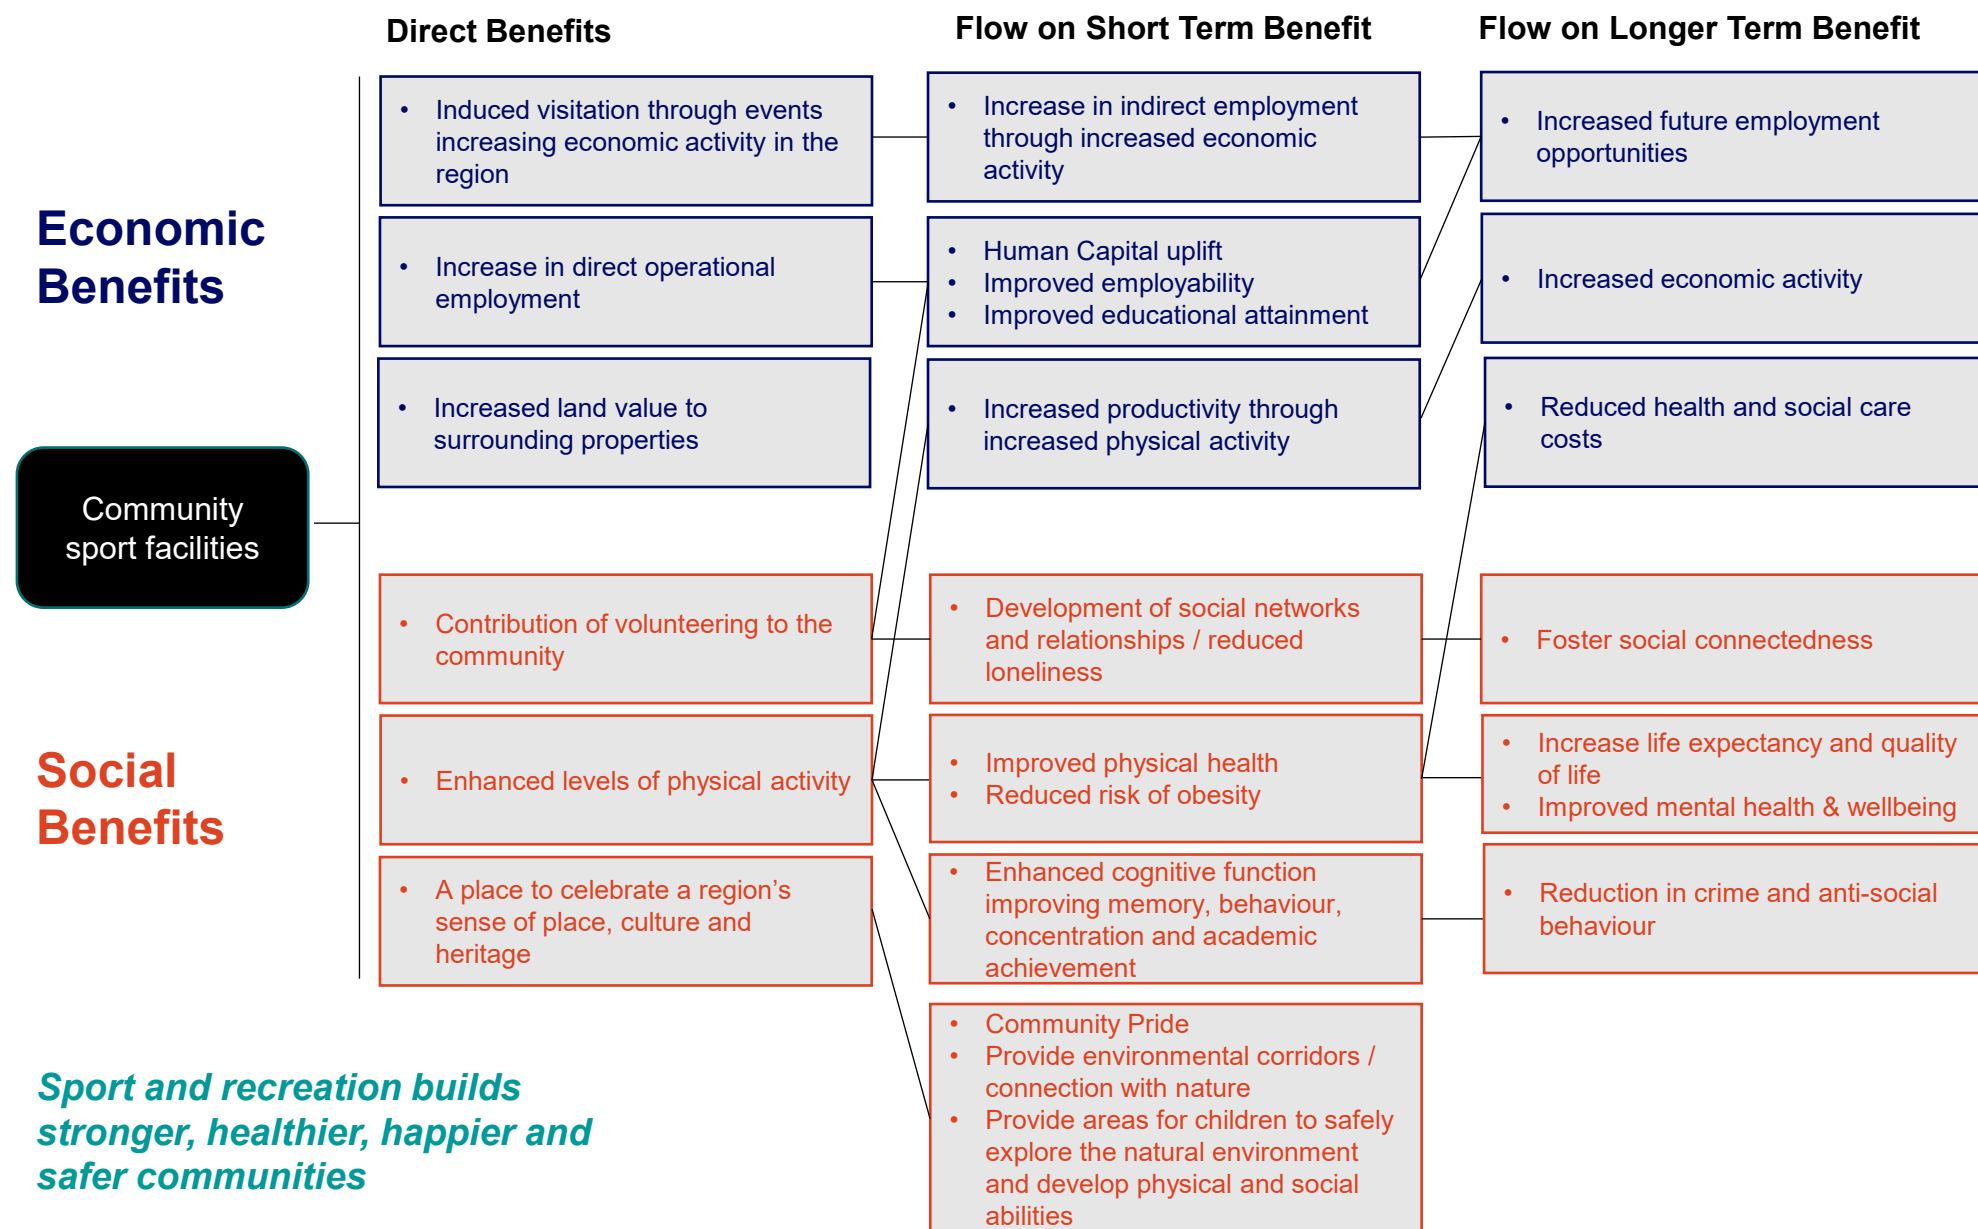 Direct Benefits
Flow on Short Term Benefit
Flow on Longer Term Benefit
Economic
Benefits
• Induced visitation through events
increasing economic activity in the
region
• Increase in indirect employment
through increased economic
activity
• Increased future employment
opportunities
• Increase in direct operational
employment
• Human Capital uplift
• Improved employability
• Improved educational attainment
• Increased economic activity
• Increased land value to
surrounding properties
• Increased productivity through
increased physical activity
• Reduced health and social care
costs
Community
sport facilities
Social
Benefits
• Contribution of volunteering to the
community
• Development of social networks
and relationships / reduced
loneliness
• Foster social connectedness
• Enhanced levels of physical activity
• Improved physical health
• Reduced risk of obesity
• Increase life expectancy and quality
of life
• Improved mental health & wellbeing
• A place to celebrate a region’s
sense of place, culture and
heritage
• Enhanced cognitive function
improving memory, behaviour,
concentration and academic
achievement
• Reduction in crime and anti-social
behaviour
• Community Pride
• Provide environmental corridors /
connection with nature
• Provide areas for children to safely
explore the natural environment
and develop physical and social
abilities
Sport and recreation builds
stronger, healthier, happier and
safer communities